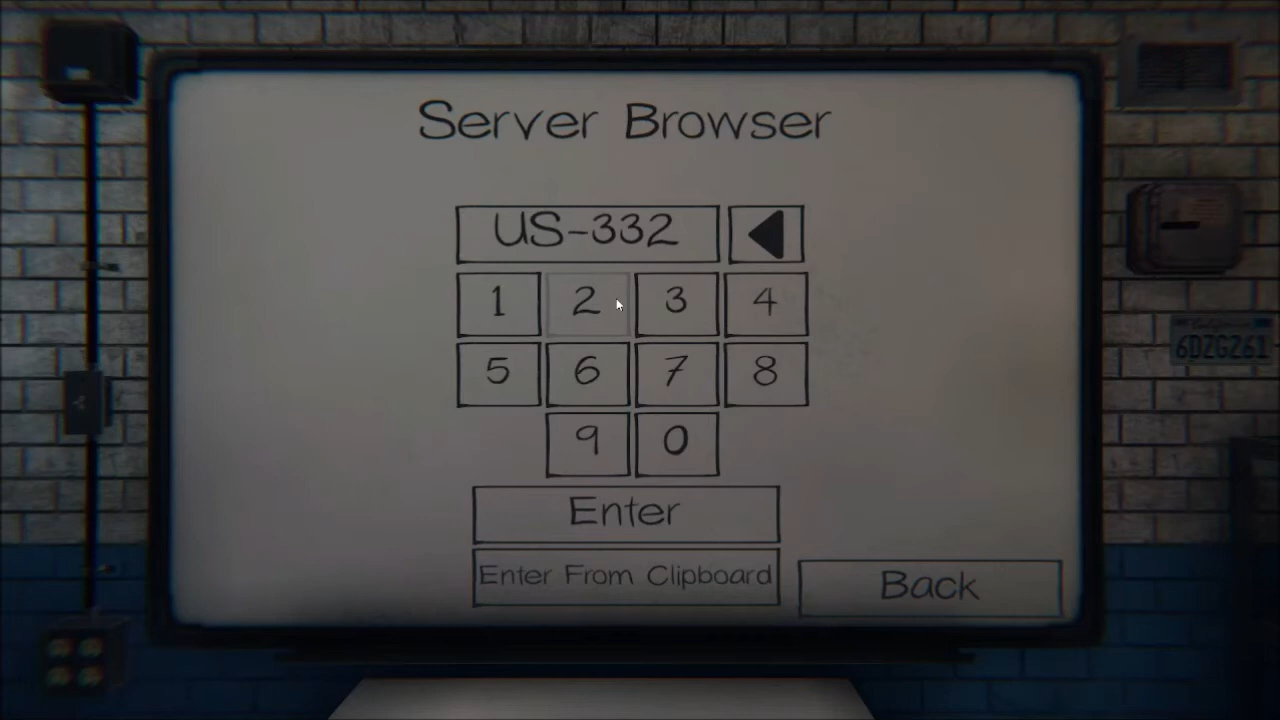 Server Browser
US-332
1 2 3 4
5 6 7 8
9 0
Enter
Enter From Clipboard
Back
California
6DZG261